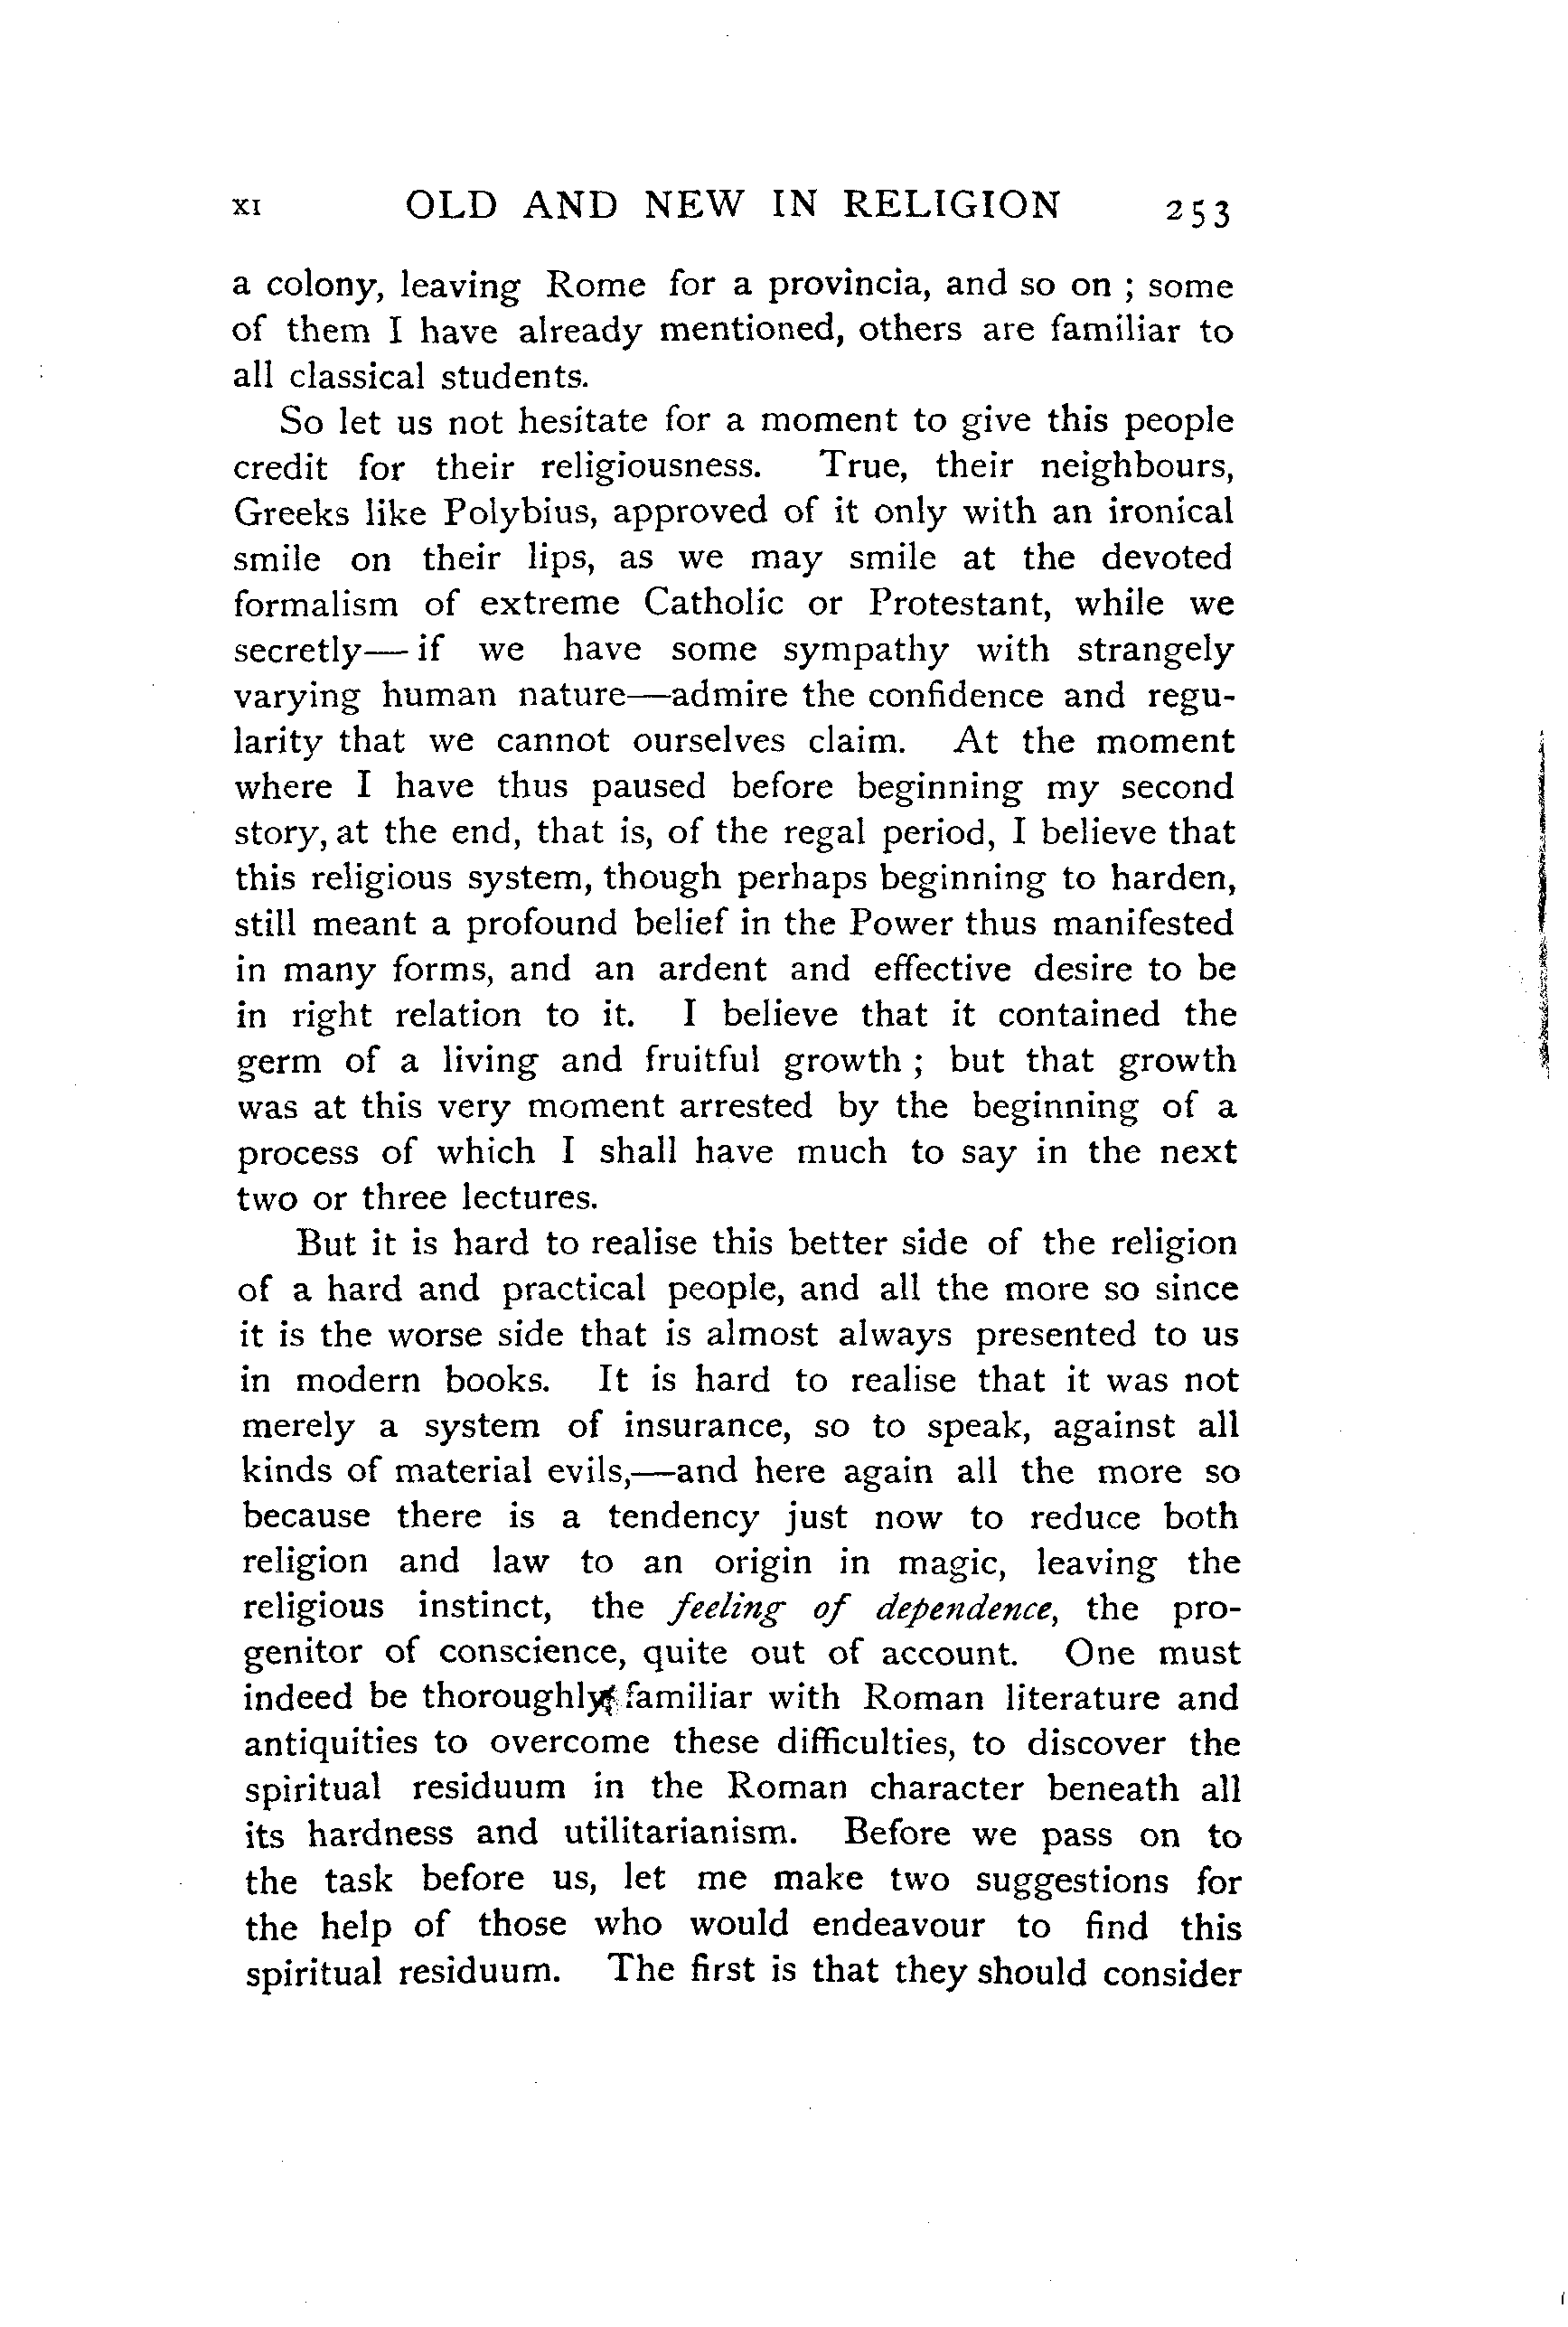 XI OLD AND NEW IN RELIGION 253
a colony, leaving Rome for a provincia, and so on ; some
of them I have already mentioned, others are familiar to
all classical students.
So let us not hesitate for a moment to give this people
credit for their religiousness. True, their neighbours,
Greeks like Polybius, approved of it only with an ironical
smile on their lips, as we may smile at the devoted
formalism of extreme Catholic or Protestant, while we
secretly—if we have some sympathy with strangely
varying human nature—admire the confidence and regu-
larity that we cannot ourselves claim. At the moment
where I have thus paused before beginning my second
story, at the end, that is, of the regal period, I believe that
this religious system, though perhaps beginning to harden,
still meant a profound belief in the Power thus manifested
in many forms, and an ardent and effective desire to be
in right relation to it. I believe that it contained the
germ of a living and fruitful growth ; but that growth
was at this very moment arrested by the beginning of a
process of which I shall have much to say in the next
two or three lectures.
But it is hard to realise this better side of the religion
of a hard and practical people, and all the more so since
it is the worse side that is almost always presented to us
in modern books. It is hard to realise that it was not
merely a system of insurance, so to speak, against all
kinds of material evils,—and here again all the more so
because there is a tendency just now to reduce both
religion and law to an origin in magic, leaving the
religious instinct, the feeling of dependence, the pro-
genitor of conscience, quite out of account. One must
indeed be thoroughly familiar with Roman literature and
antiquities to overcome these difficulties, to discover the
spiritual residuum in the Roman character beneath all
its hardness and utilitarianism. Before we pass on to
the task before us, let me make two suggestions for
the help of those who would endeavour to find this
spiritual residuum. The first is that they should consider